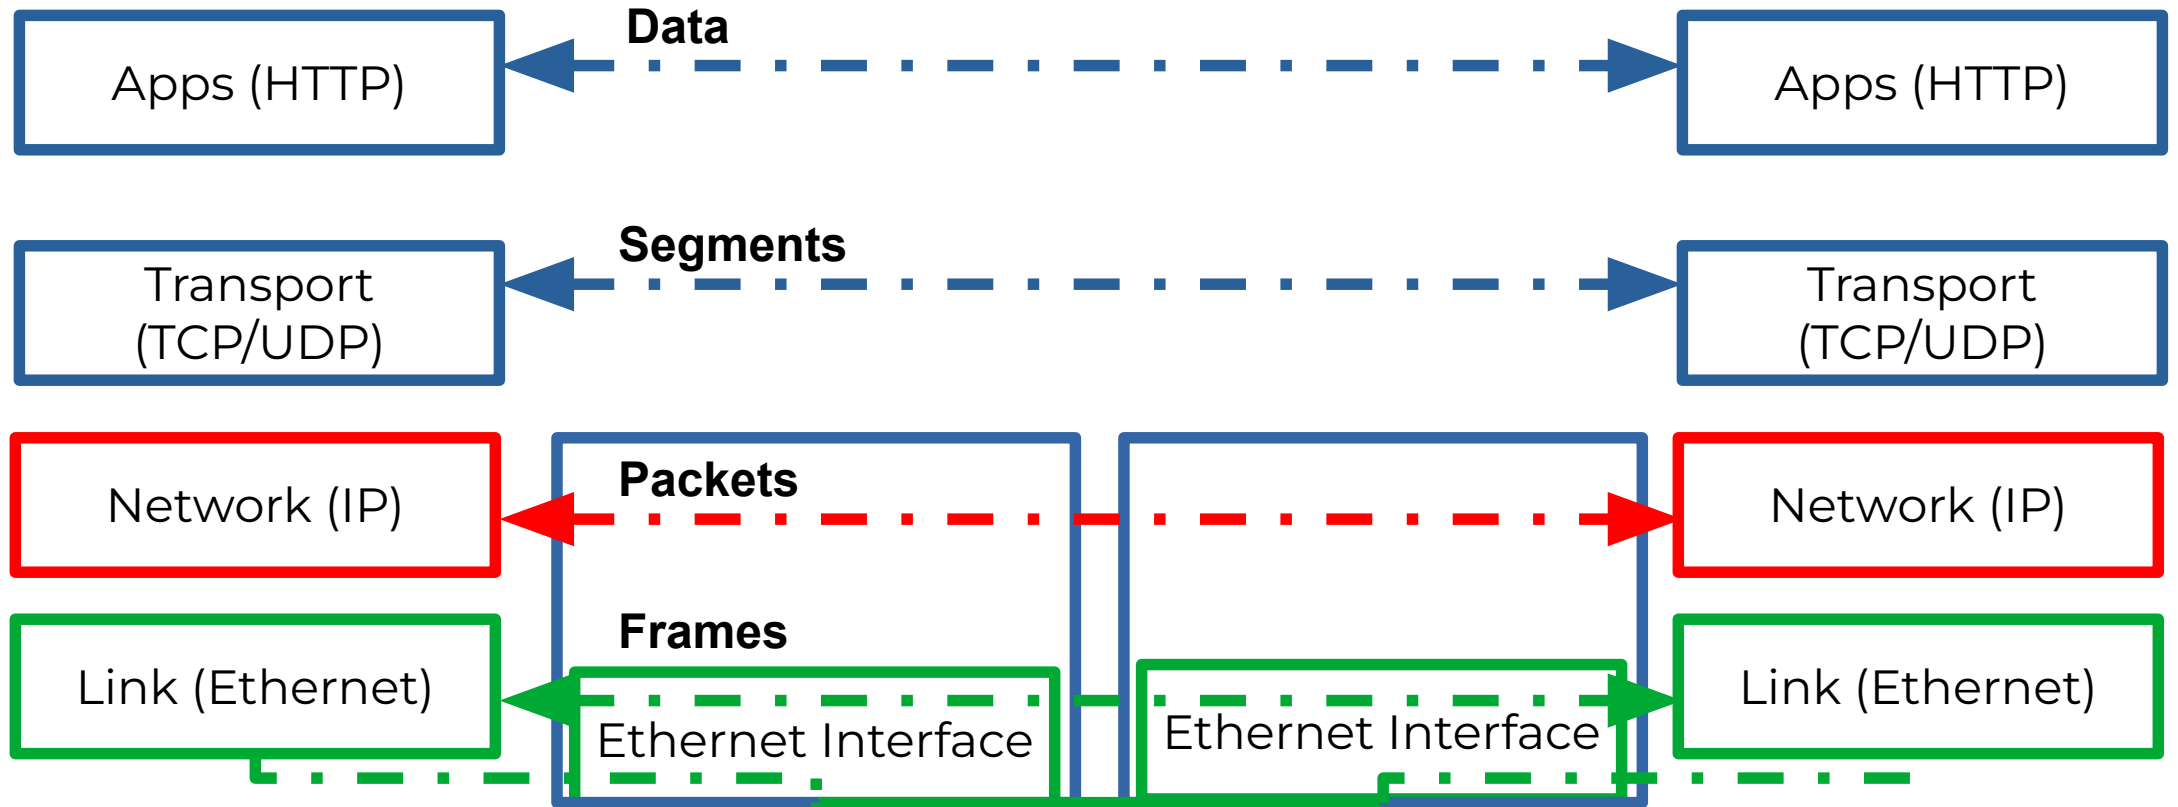 Data
Apps (HTTP)
Apps (HTTP)
Segments
Transport
(TCP/UDP)
Transport
(TCP/UDP)
Packets
Network (IP)
Network (IP)
Frames
Link (Ethernet)
Ethernet Interface
Ethernet Interface
Link (Ethernet)